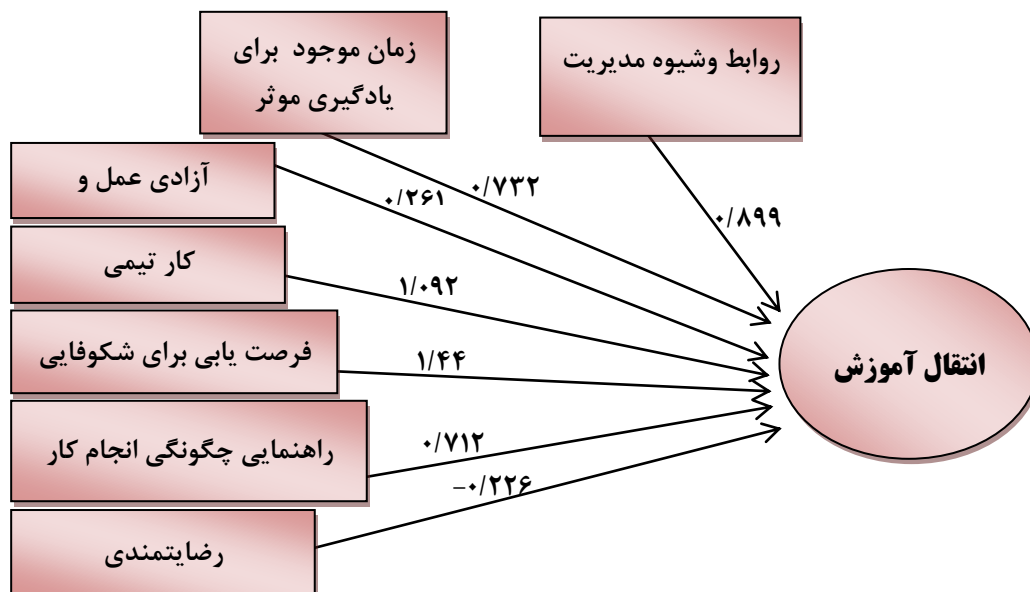 روابط وشیوه مدیریت
زمان موجود برای
یادگیری موثر
آزادی عمل و
۰/۷۳۲
۰/۲۶۱
۰/۸۹۹
کار تیمی
۱/۰۹۲
فرصت یابی برای شکوفایی
۱/۴۴
انتقال آموزش
راهنمایی چگونگی انجام کار
۰/۷۱۲
−۰/۲۲۶
رضایتمندی